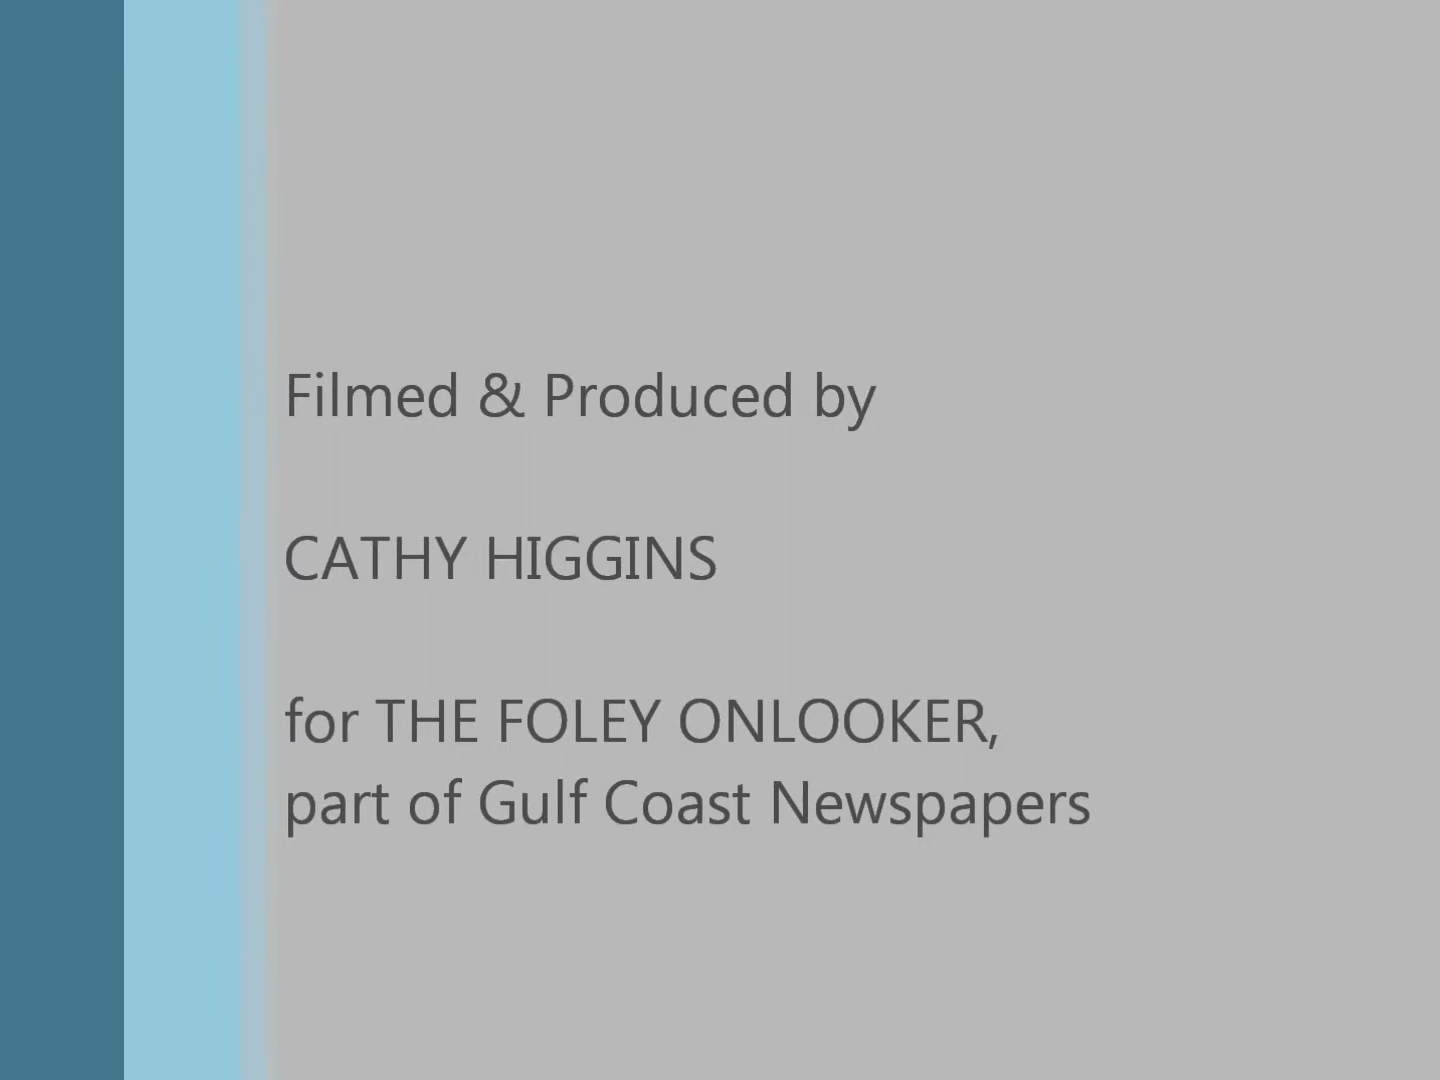 Filmed & Produced by
CATHY HIGGINS
for THE FOLEY ONLOOKER,
part of Gulf Coast Newspapers